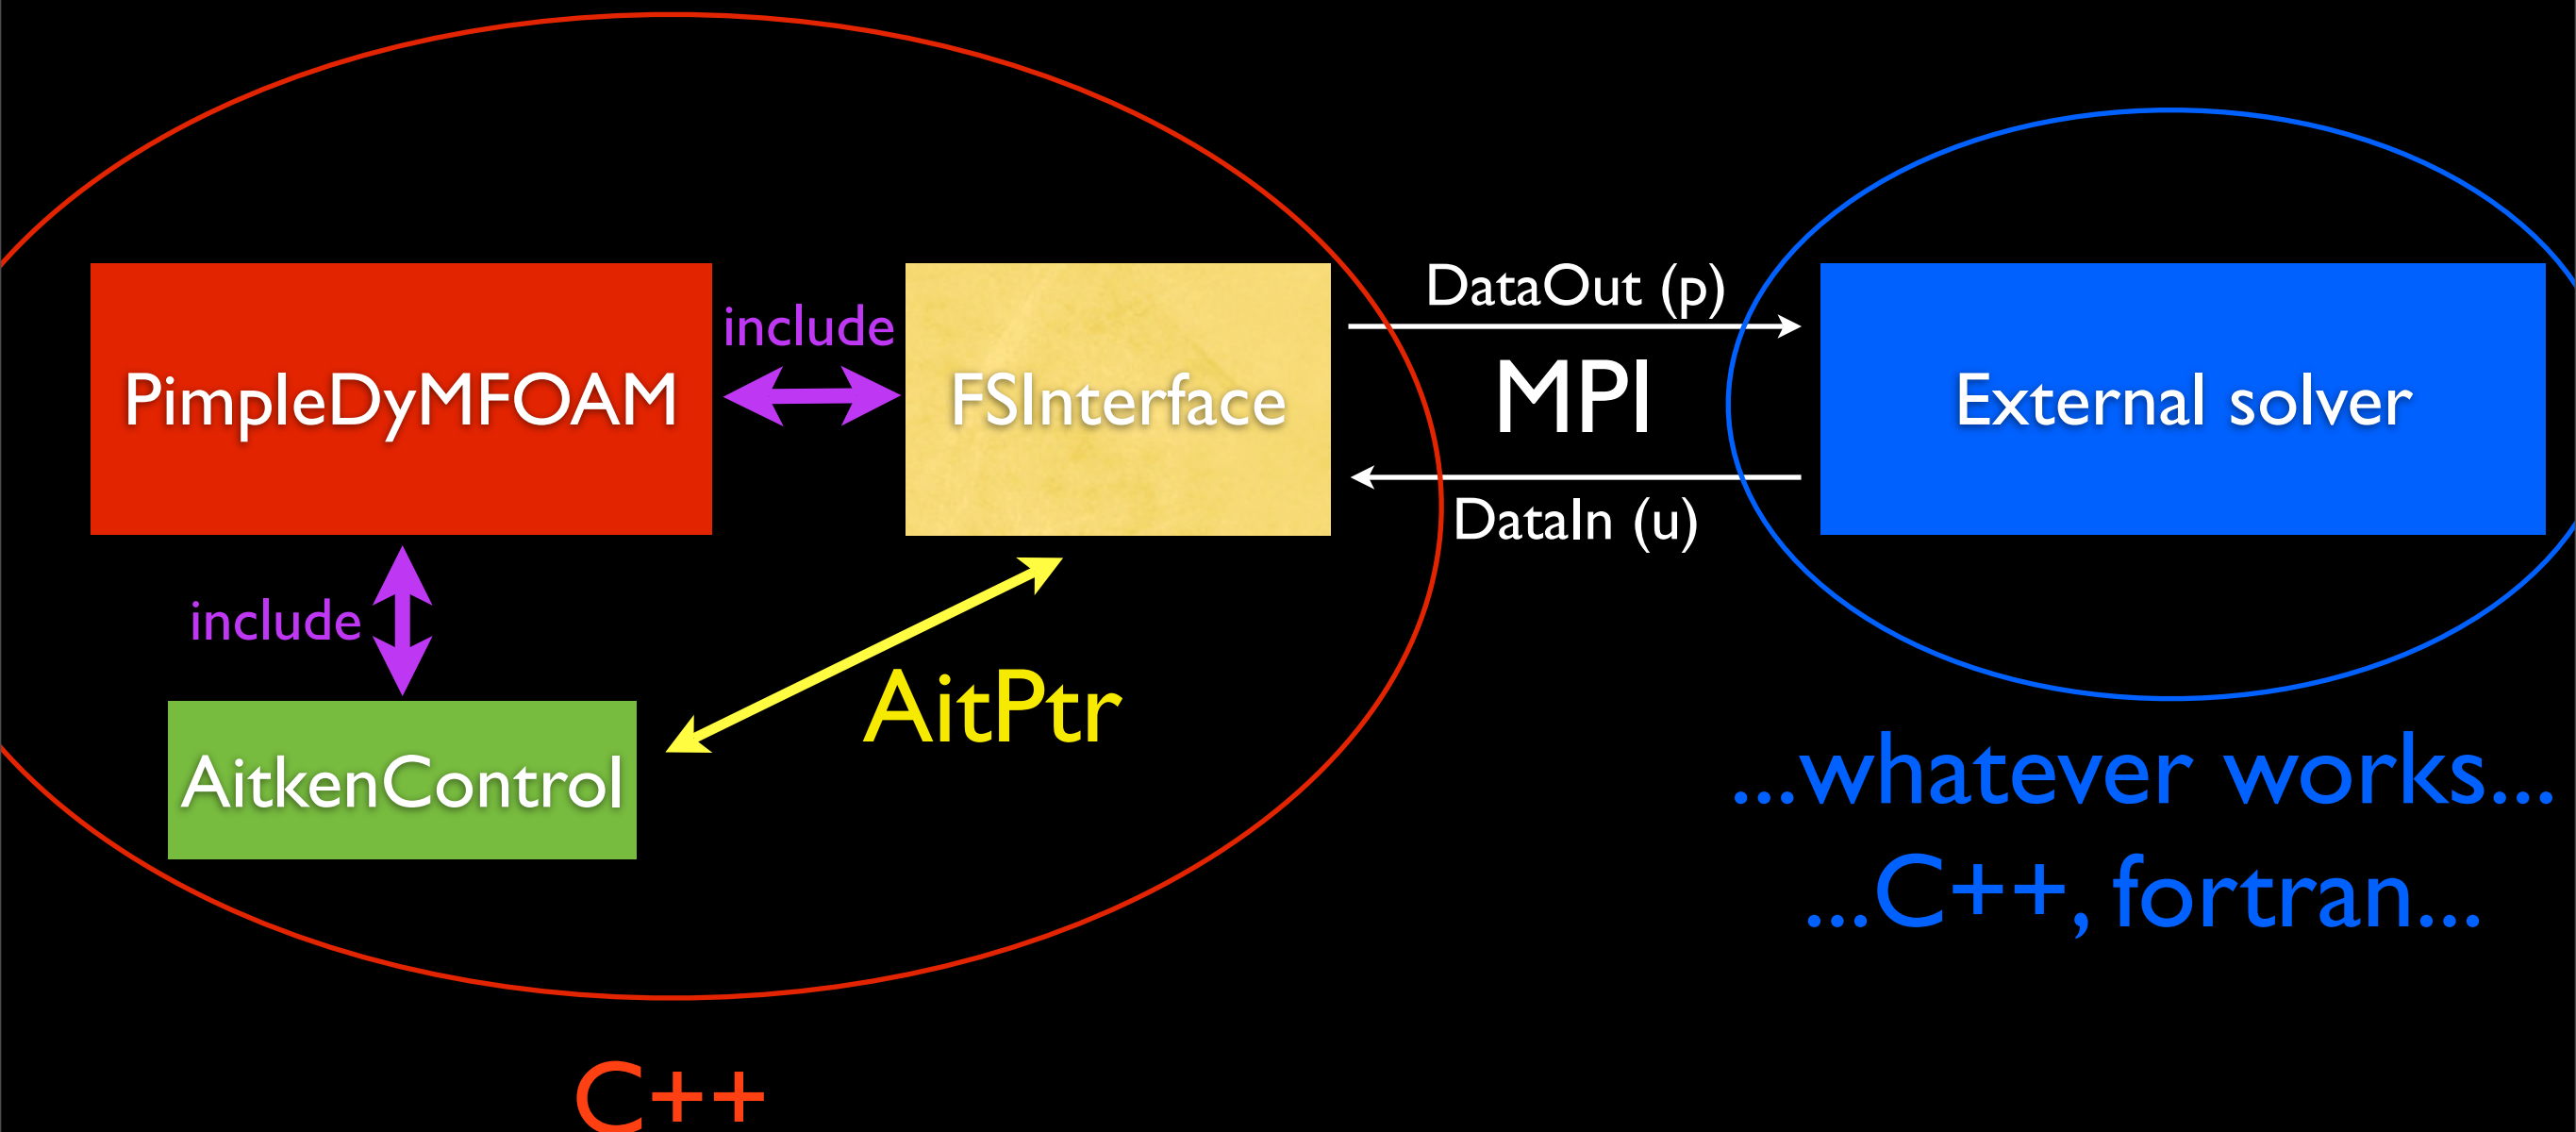 DataOut (p)
include
MPI
PimpleDyMFOAM
FSInterface
External solver
DataIn (u)
include
AitPtr
AitkenControl
...whatever works...
...C++, fortran...
C++